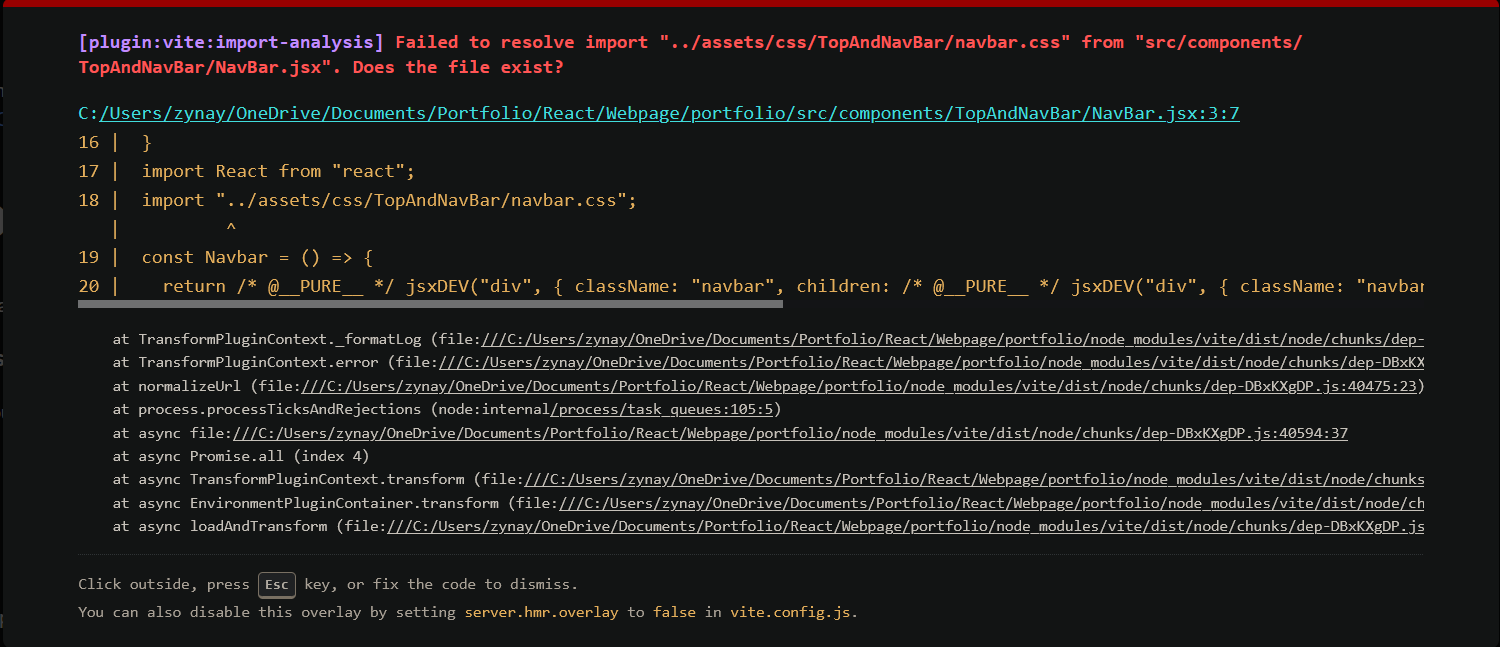 [plugin:vite:import-analysis] Failed to resolve import "../assets/css/TopAndNavBar/navbar.css" from "src/components/
TopAndNavBar/NavBar.jsx". Does the file exist?
C:/Users/zynay/OneDrive/Documents/Portfolio/React/Webpage/portfolio/src/components/TopAndNavBar/NavBar.jsx:3:7
16 |  }
17 |  import React from "react";
18 |  import "../assets/css/TopAndNavBar/navbar.css";
   |          ^
19 |  const Navbar = () => {
20 |    return /* @__PURE__ */ jsxDEV("div", { className: "navbar", children: /* @__PURE__ */ jsxDEV("div", { className: "navbar
at TransformPluginContext._formatLog (file:///C:/Users/zynay/OneDrive/Documents/Portfolio/React/Webpage/portfolio/node_modules/vite/dist/node/chunks/dep-
at TransformPluginContext.error (file:///C:/Users/zynay/OneDrive/Documents/Portfolio/React/Webpage/portfolio/node_modules/vite/dist/node/chunks/dep-DBxKX
at normalizeUrl (file:///C:/Users/zynay/OneDrive/Documents/Portfolio/React/Webpage/portfolio/node_modules/vite/dist/node/chunks/dep-DBxKXgDP.js:40475:23)
at process.processTicksAndRejections (node:internal/process/task_queues:105:5)
at async file:///C:/Users/zynay/OneDrive/Documents/Portfolio/React/Webpage/portfolio/node_modules/vite/dist/node/chunks/dep-DBxKXgDP.js:40594:37
at async Promise.all (index 4)
at async TransformPluginContext.transform (file:///C:/Users/zynay/OneDrive/Documents/Portfolio/React/Webpage/portfolio/node_modules/vite/dist/node/chunks
at async EnvironmentPluginContainer.transform (file:///C:/Users/zynay/OneDrive/Documents/Portfolio/React/Webpage/portfolio/node_modules/vite/dist/node/ch
at async loadAndTransform (file:///C:/Users/zynay/OneDrive/Documents/Portfolio/React/Webpage/portfolio/node_modules/vite/dist/node/chunks/dep-DBxKXgDP.js
Click outside, press Esc key, or fix the code to dismiss.
You can also disable this overlay by setting server.hmr.overlay to false in vite.config.js.